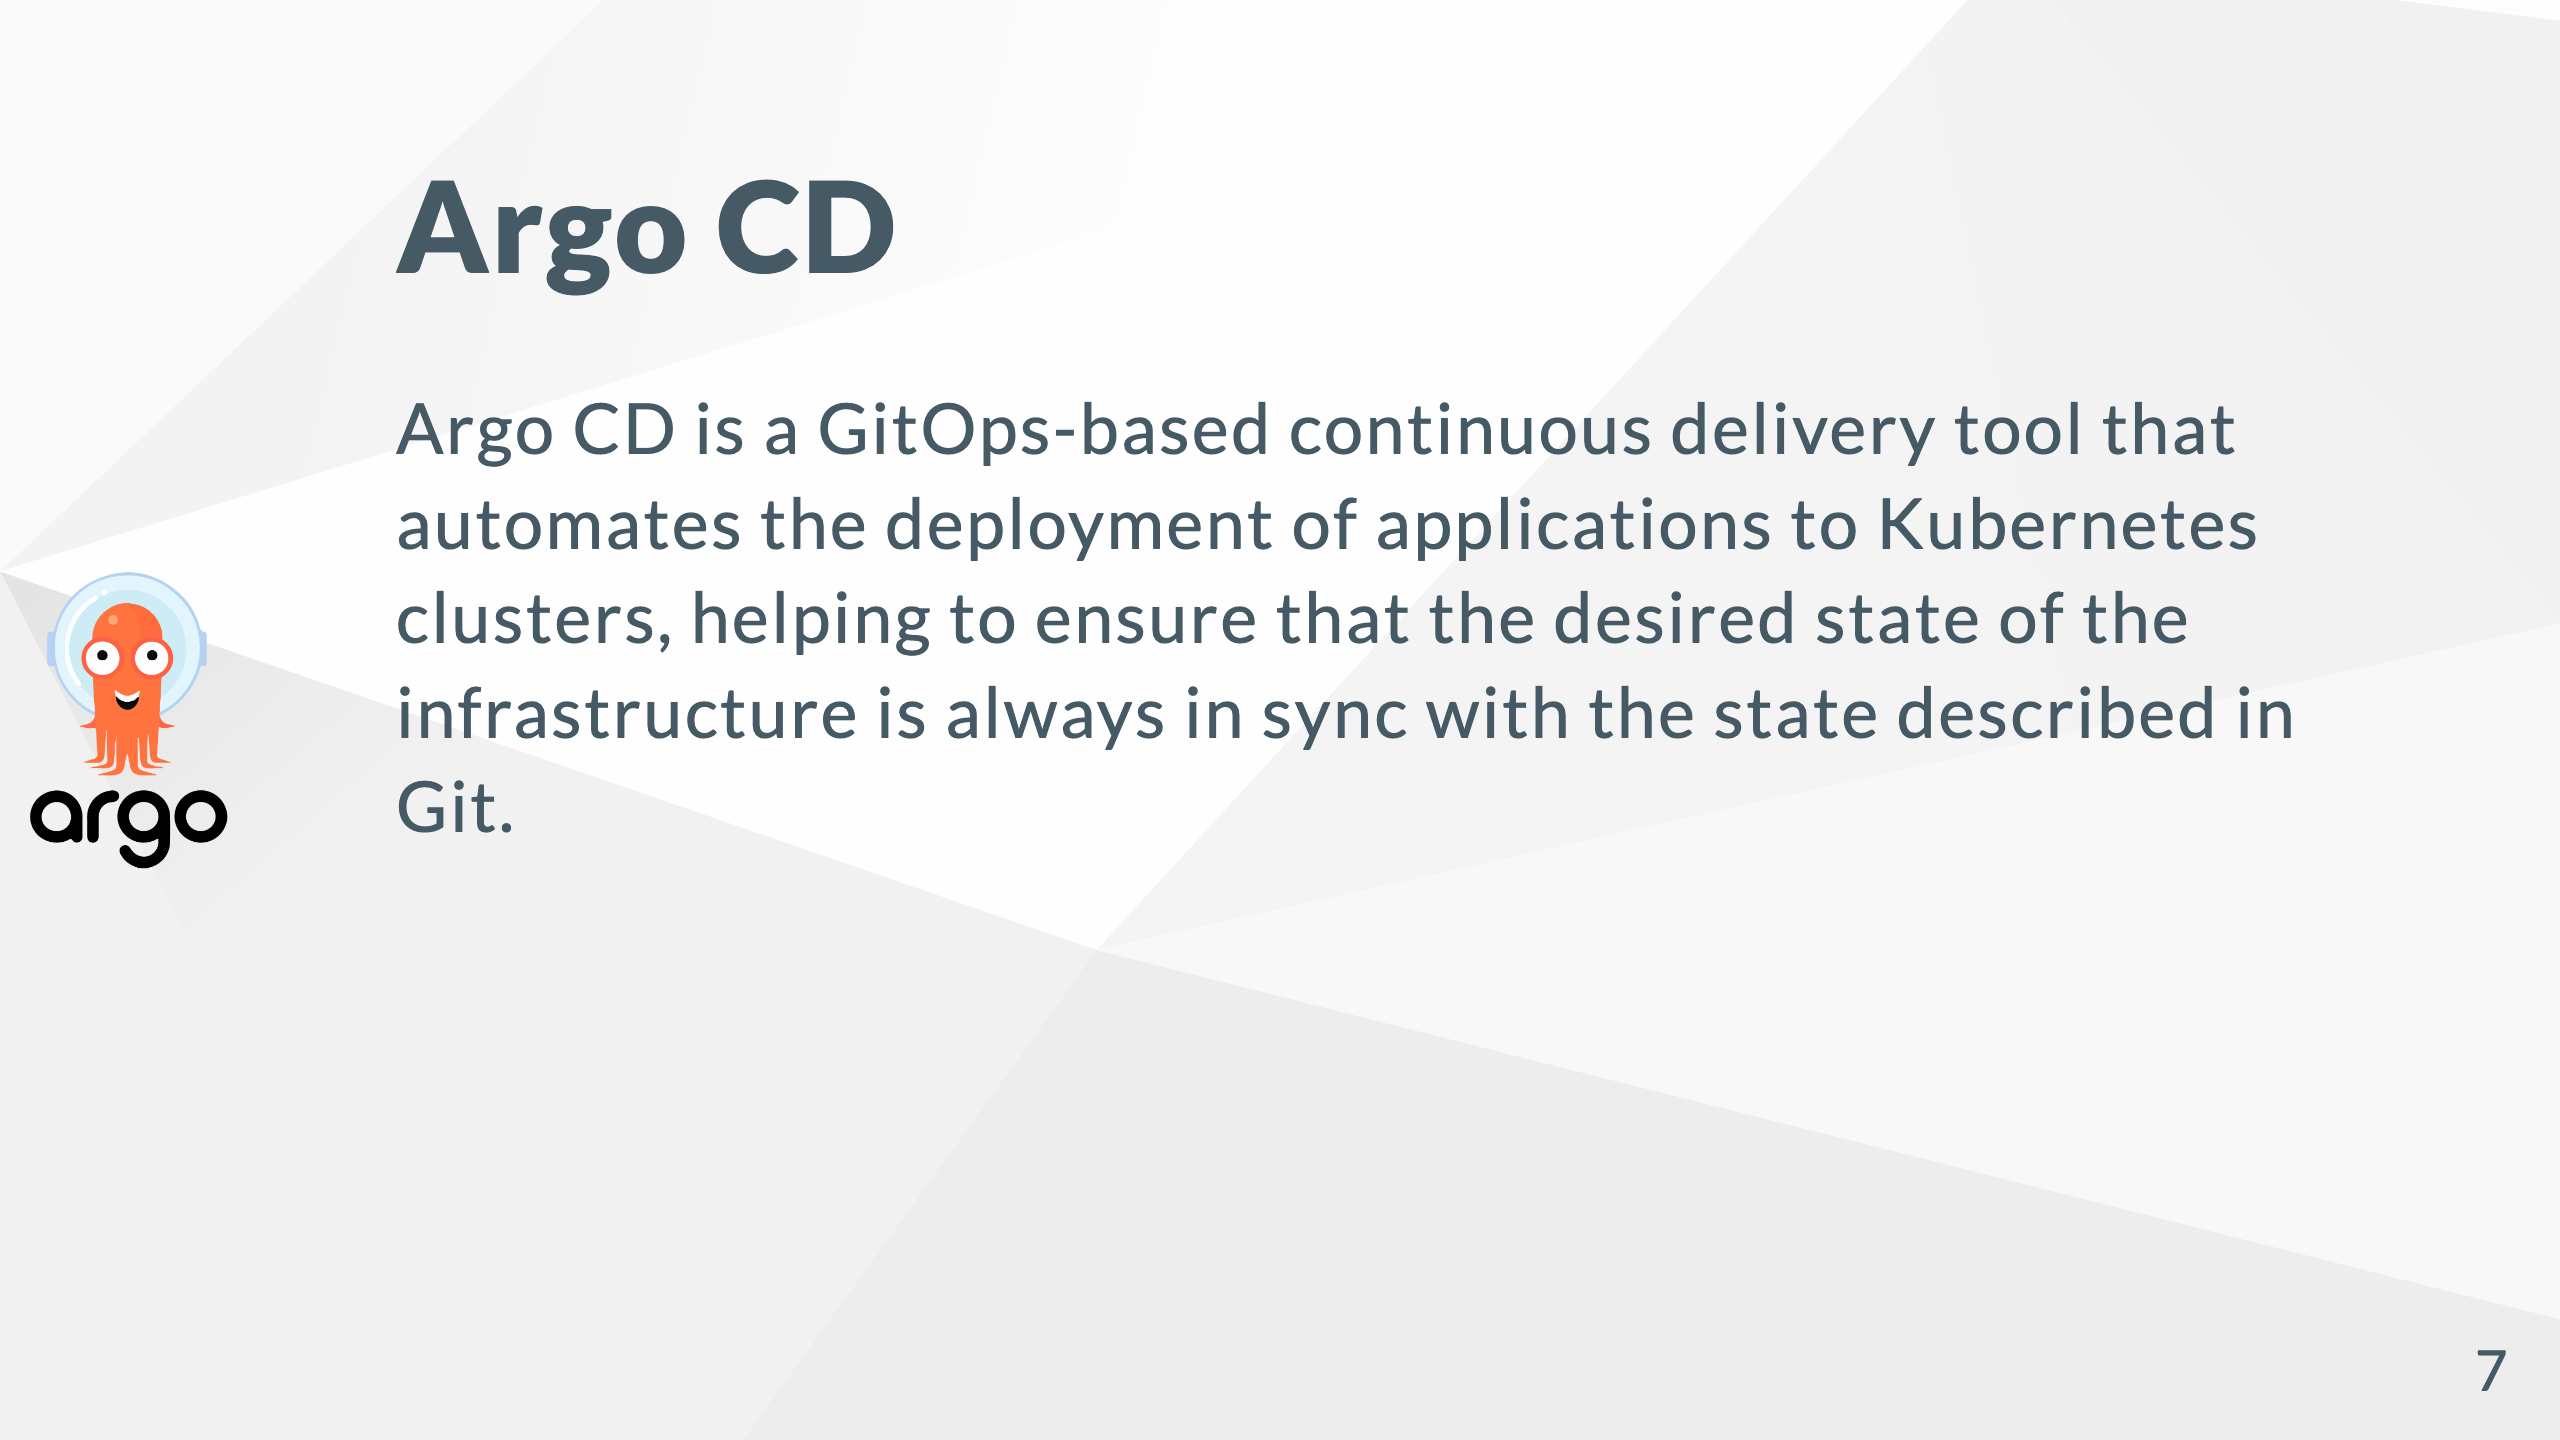 Argo CD
Argo CD is a GitOps-based continuous delivery tool that
automates the deployment of applications to Kubernetes
clusters, helping to ensure that the desired state of the
infrastructure is always in sync with the state described in
Git.
argo
7